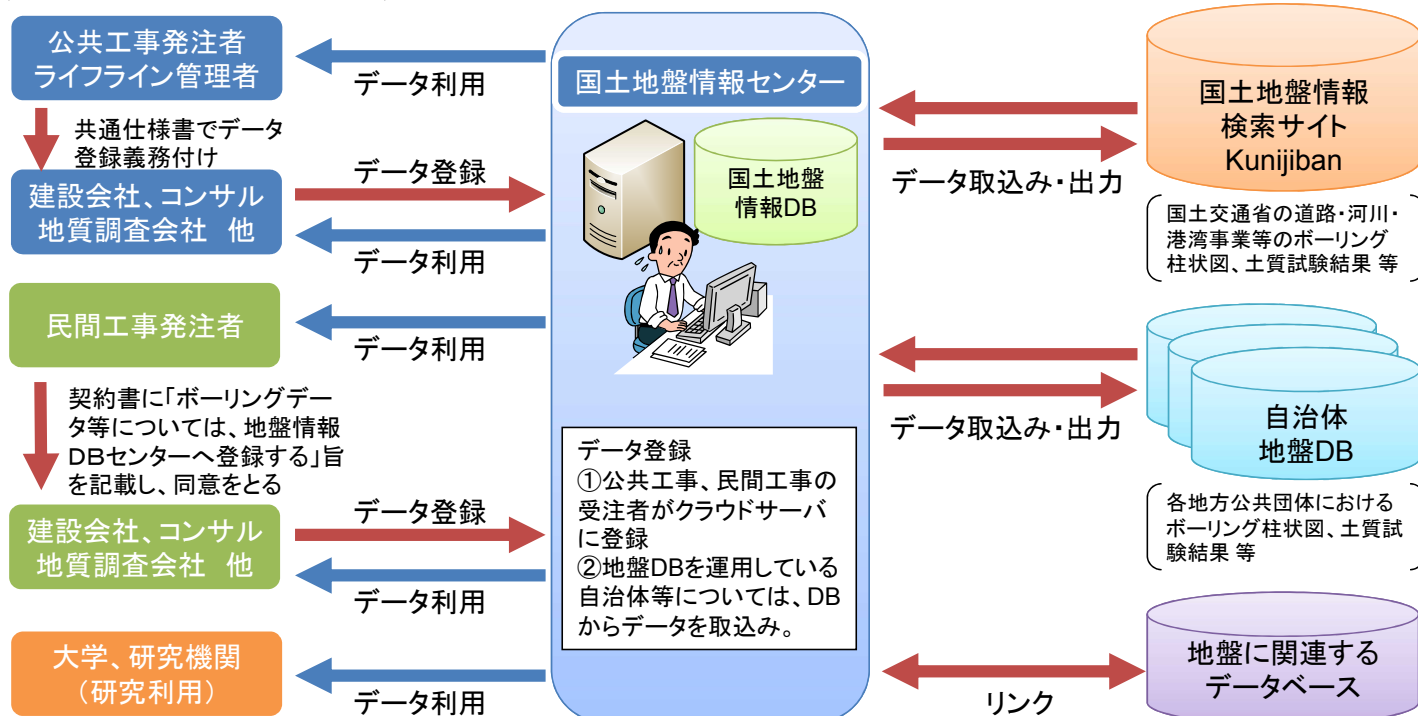 公共工事発注者
ライフライン管理者
データ利用
共通仕様書でデータ
登録義務付け
データ登録
建設会社、コンサル
地質調査会社 他
データ利用
民間工事発注者
データ利用
契約書に「ボーリングデー
タ等については、地盤情報
DBセンターへ登録する」旨
を記載し、同意をとる
データ登録
建設会社、コンサル
地質調査会社 他
データ利用
大学、研究機関
(研究利用)
データ利用
国土地盤情報センター
国土地盤
情報DB
データ登録
①公共工事、民間工事の
受注者がクラウドサーバ
に登録
②地盤DBを運用している
自治体等については、DB
からデータを取込み。
データ取込み・出力
国土地盤情報
検索サイト
Kunijiban
国土交通省の道路・河川・
港湾事業等のボーリング
柱状図、土質試験結果 等
データ取込み・出力
自治体
地盤DB
各地方公共団体における
ボーリング柱状図、土質試
験結果 等
リンク
地盤に関連する
データベース